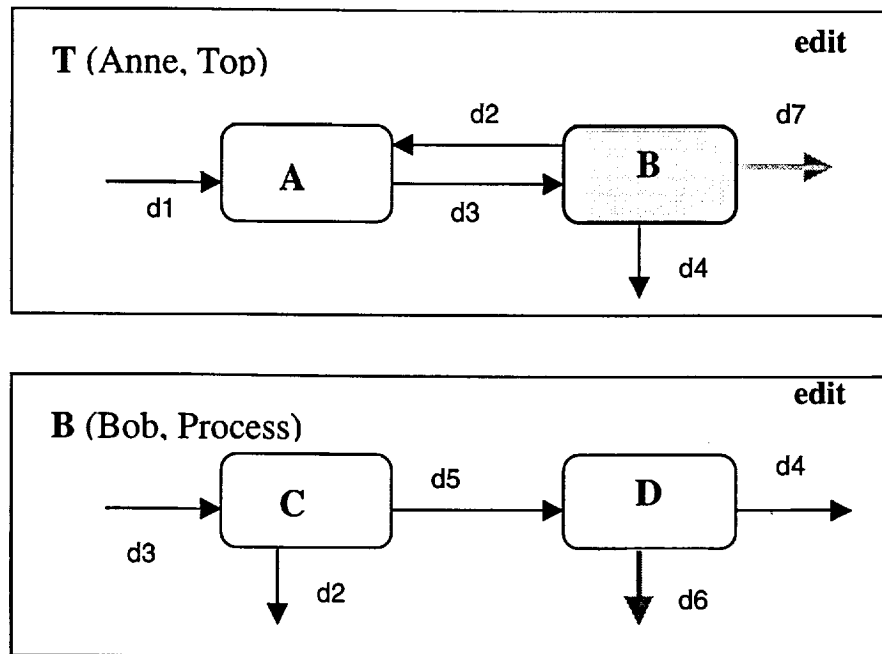 edit
T (Anne, Top)
d2
d7
A
B
d1
d3
d4
edit
B (Bob, Process)
C
d5
D
d4
d3
d2
d6